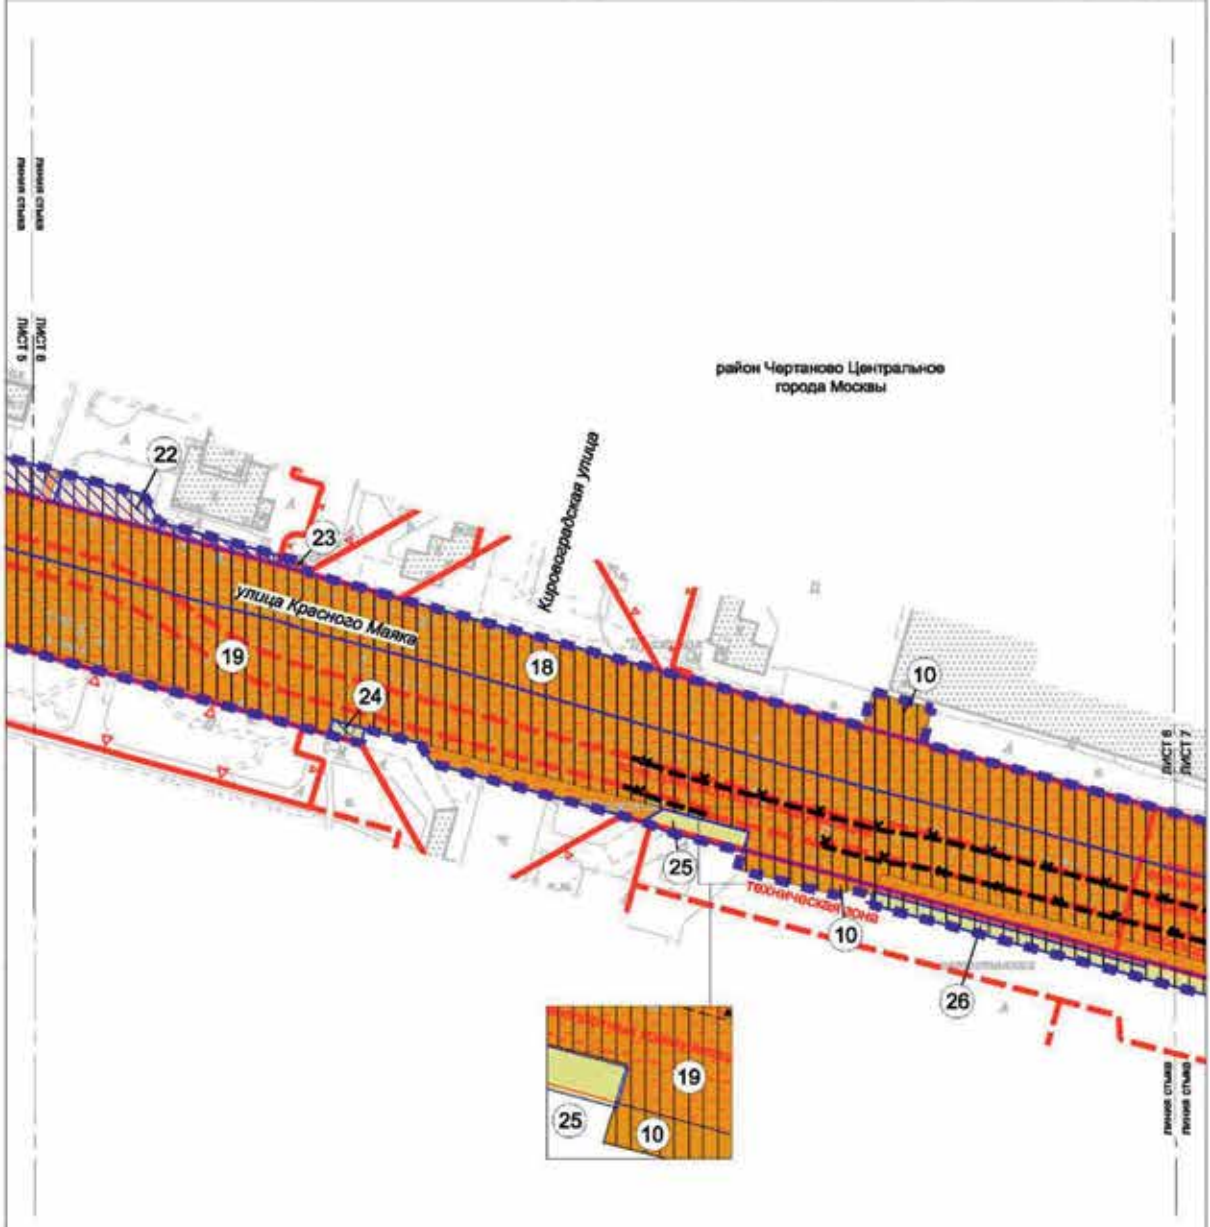 линия стыка
линия стыка
ЛИСТ 5
ЛИСТ 6
район Чертаново Центральное
города Москвы
22
23
Кировоградская улица
улица Красного Маяка
19
18
24
10
ЛИСТ 6
ЛИСТ 7
25
техническая зона
10
26
19
25
10
линия стыка
линия стыка